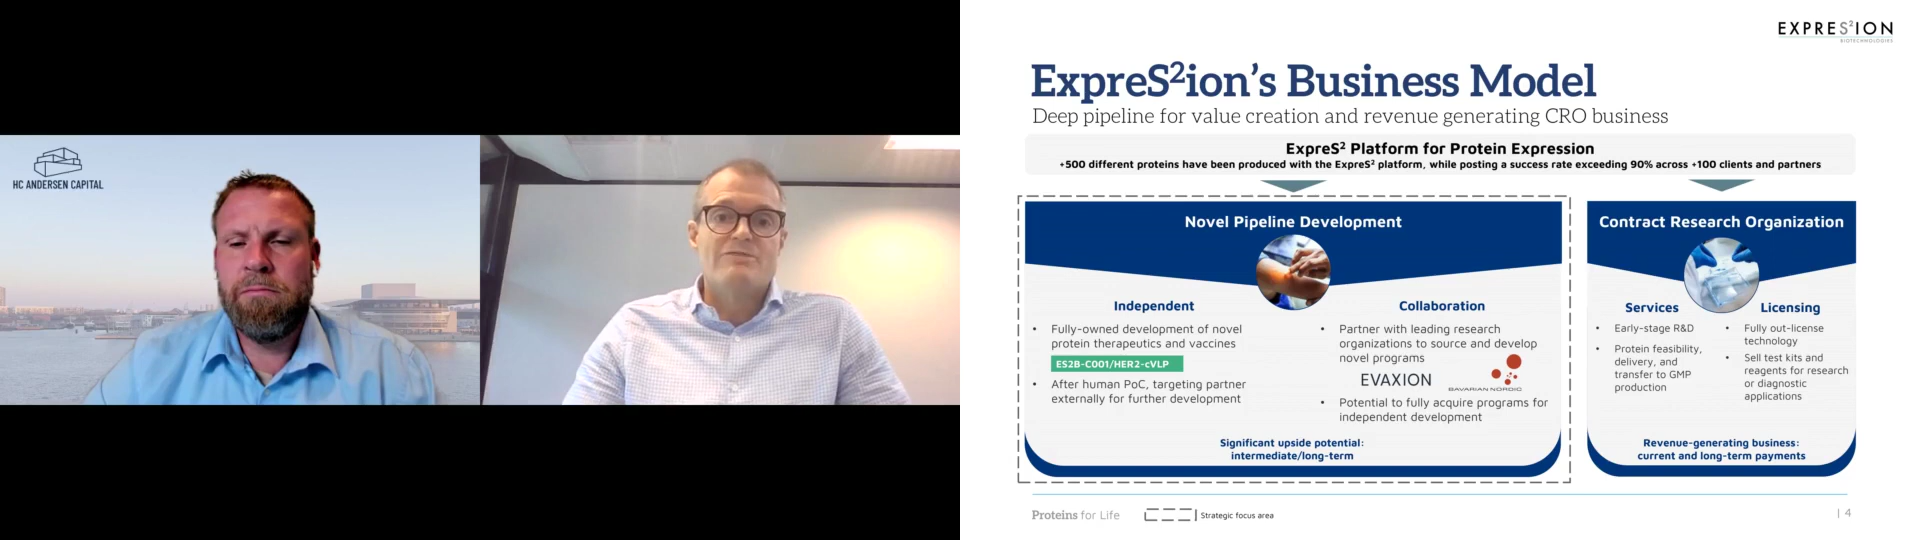 HC ANDERSEN CAPITAL
EXPRES²ION
BIOTECHNOLOGIES
ExpreS²ion's Business Model
Deep pipeline for value creation and revenue generating CRO business
ExpreS² Platform for Protein Expression
+500 different proteins have been produced with the ExpreS² platform, while posting a success rate exceeding 90% across +100 clients and partners
Novel Pipeline Development
Independent
• Fully-owned development of novel
protein therapeutics and vaccines
ES2B-C001/HER2-cVLP
• After human PoC, targeting partner
externally for further development
Collaboration
• Partner with leading research
organizations to source and develop
novel programs
EVAXION
BAVARIAN NORDIC
• Potential to fully acquire programs for
independent development
Significant upside potential:
intermediate/long-term
Contract Research Organization
Services
• Early-stage R&D
• Protein feasibility,
delivery, and
transfer to GMP
production
Licensing
• Fully out-license
technology
• Sell test kits and
reagents for research
or diagnostic
applications
Revenue-generating business:
current and long-term payments
Proteins for Life
Strategic focus area
| 4